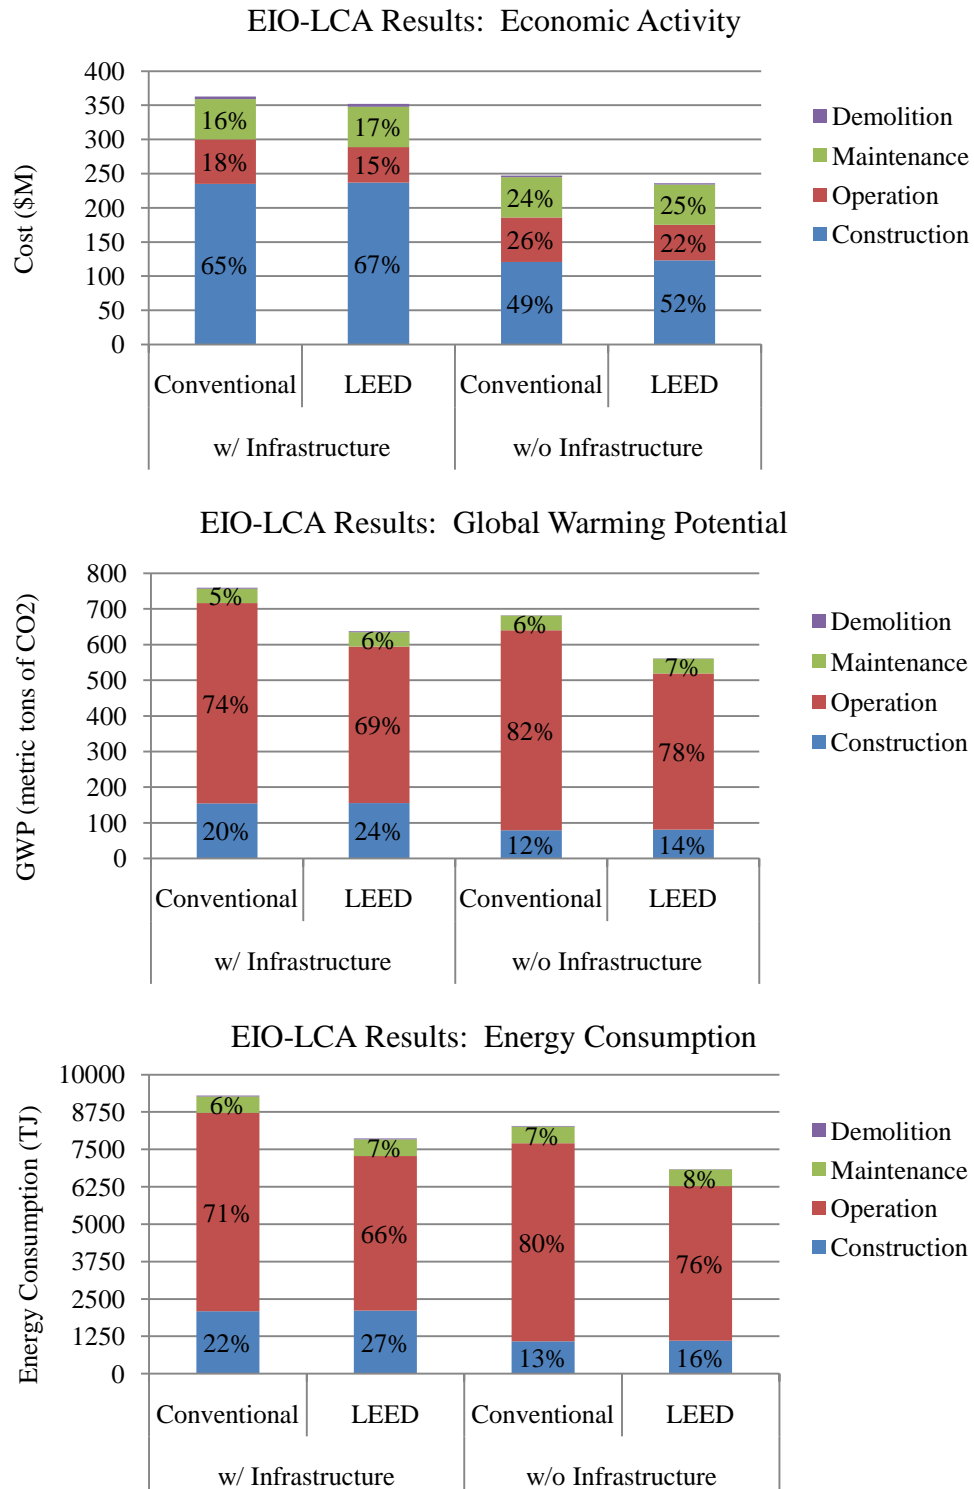 EIO-LCA Results:  Economic Activity
Cost ($M)
400
350
300
250
200
150
100
50
0
16%
18%
65%
17%
15%
67%
24%
26%
49%
25%
22%
52%
Demolition
Maintenance
Operation
Construction
Conventional LEED Conventional LEED
w/ Infrastructure w/o Infrastructure
EIO-LCA Results:  Global Warming Potential
GWP (metric tons of CO2)
800
700
600
500
400
300
200
100
0
5%
74%
20%
6%
69%
24%
6%
82%
12%
7%
78%
14%
Demolition
Maintenance
Operation
Construction
Conventional LEED Conventional LEED
w/ Infrastructure w/o Infrastructure
EIO-LCA Results:  Energy Consumption
Energy Consumption (TJ)
10000
8750
7500
6250
5000
3750
2500
1250
0
6%
71%
22%
7%
66%
27%
7%
80%
13%
8%
76%
16%
Demolition
Maintenance
Operation
Construction
Conventional LEED Conventional LEED
w/ Infrastructure w/o Infrastructure